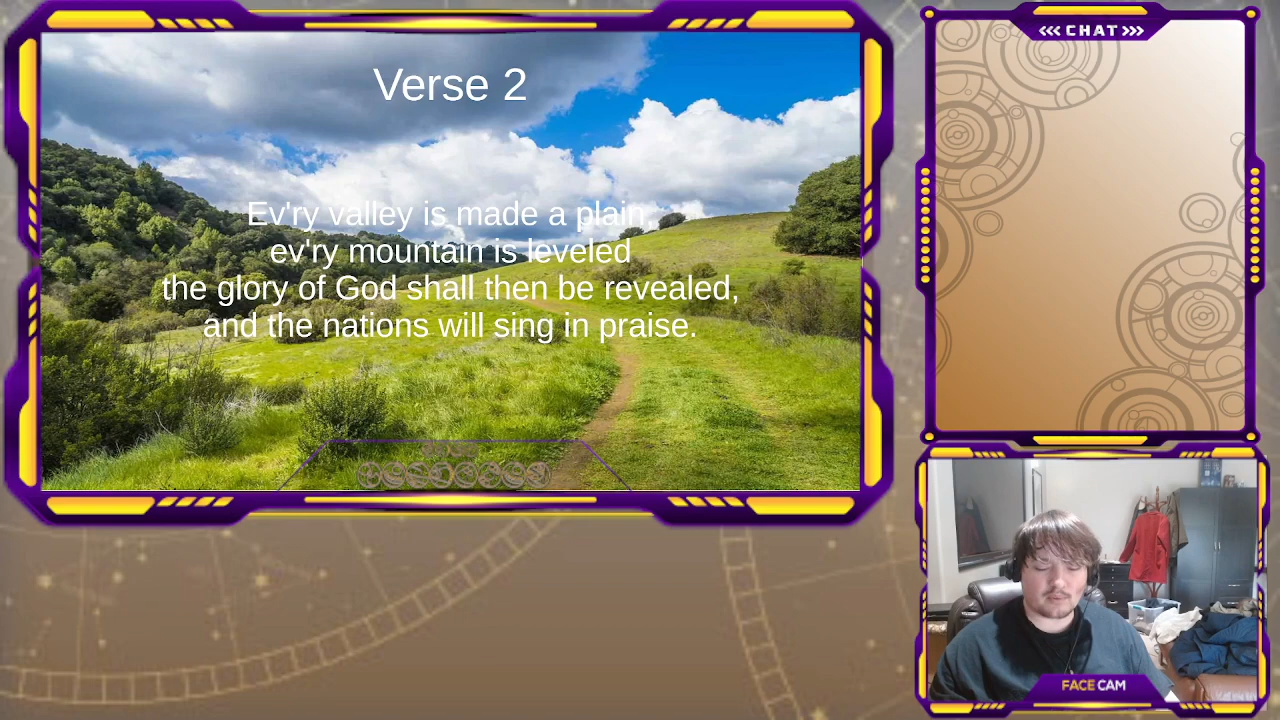 Verse 2
Ev'ry valley is made a plain,
ev'ry mountain is leveled
the glory of God shall then be revealed,
and the nations will sing in praise.
CHAT
FACE CAM